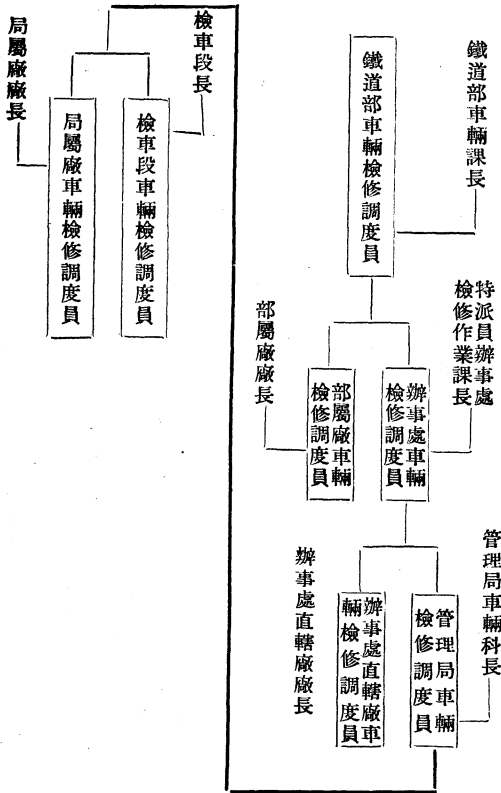 鐵道部車輛課長
鐵道部車輛檢修調度員
特派員辦事處
檢修作業課長
辦事處車輛
檢修調度員
部屬廠車輛
檢修調度員
部屬廠廠長
管理局車輛科長
管理局車輛
檢修調度員
辦事處直轄廠車
輛檢修調度員
辦事處直轄廠廠長
檢車段長
檢車段車輛檢修調度員
局屬廠車輛檢修調度員
局屬廠廠長